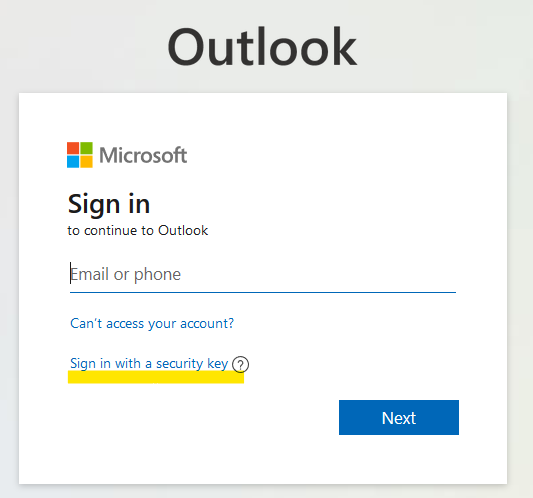 Outlook
Microsoft
Sign in
to continue to Outlook
Email or phone
Can't access your account?
Sign in with a security key ?
Next